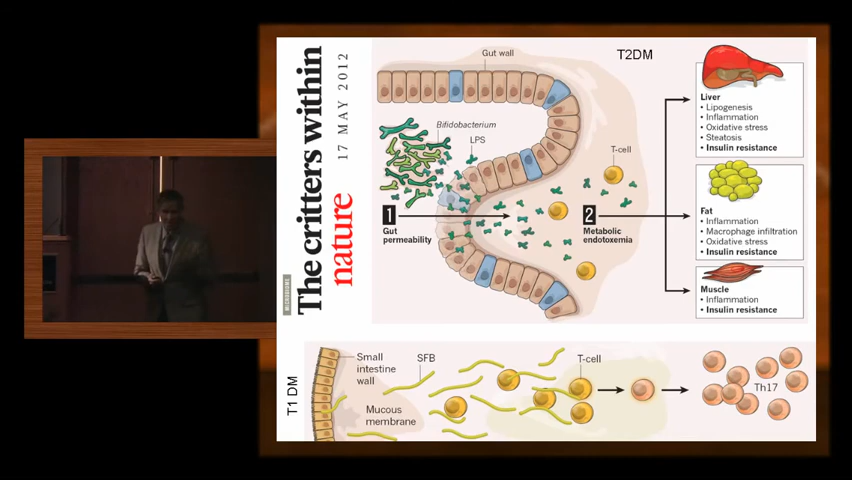 MICROBIOME
The critters within
nature 17 MAY 2012
Gut wall
T2DM
Bifidobacterium
LPS
T-cell
1
Gut
permeability
2
Metabolic
endotoxemia
Liver
• Lipogenesis
• Inflammation
• Oxidative stress
• Steatosis
• Insulin resistance
Fat
• Inflammation
• Macrophage infiltration
• Oxidative stress
• Insulin resistance
Muscle
• Inflammation
• Insulin resistance
T1 DM
Small
intestine
wall
SFB
T-cell
Th17
Mucous
membrane